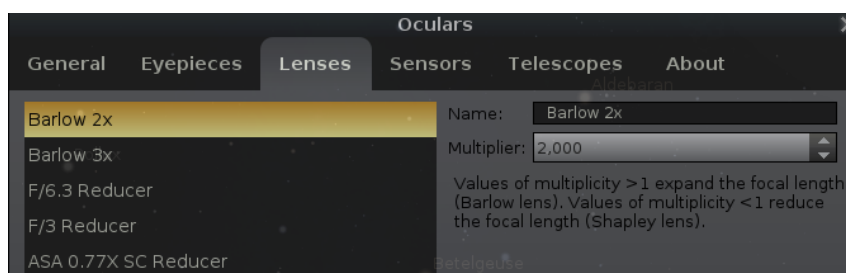 Oculars
General Eyepieces Lenses Sensors Telescopes About
Aldebaran
Barlow 2x
Barlow 3x
F/6.3 Reducer
F/3 Reducer
ASA 0.77X SC Reducer
Name: Barlow 2x
Multiplier: 2,000
Values of multiplicity >1 expand the focal length
(Barlow lens). Values of multiplicity <1 reduce
the focal length (Shapley lens).
Betelgeuse